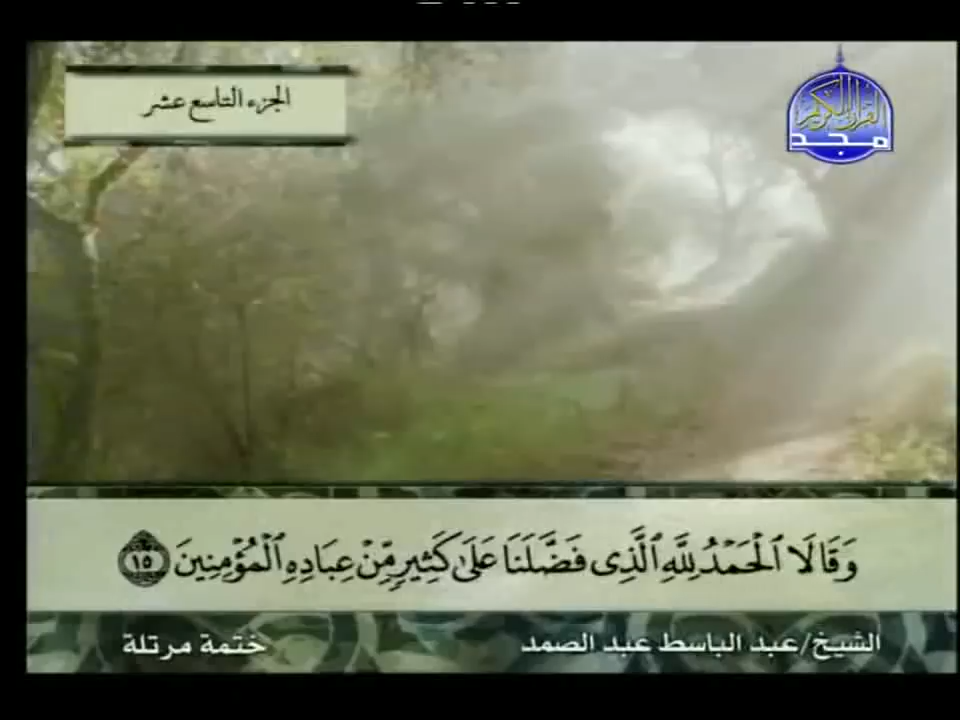 الجزء التاسع عشر
القرآن الكريم
مجد
وَقَالَا ٱلْحَمْدُ لِلَّهِ ٱلَّذِى فَضَّلَنَا عَلَىٰ كَثِيرٍ مِّنْ عِبَادِهِ ٱلْمُؤْمِنِينَ ١٥
الشيخ/عبد الباسط عبد الصمد
ختمة مرتلة